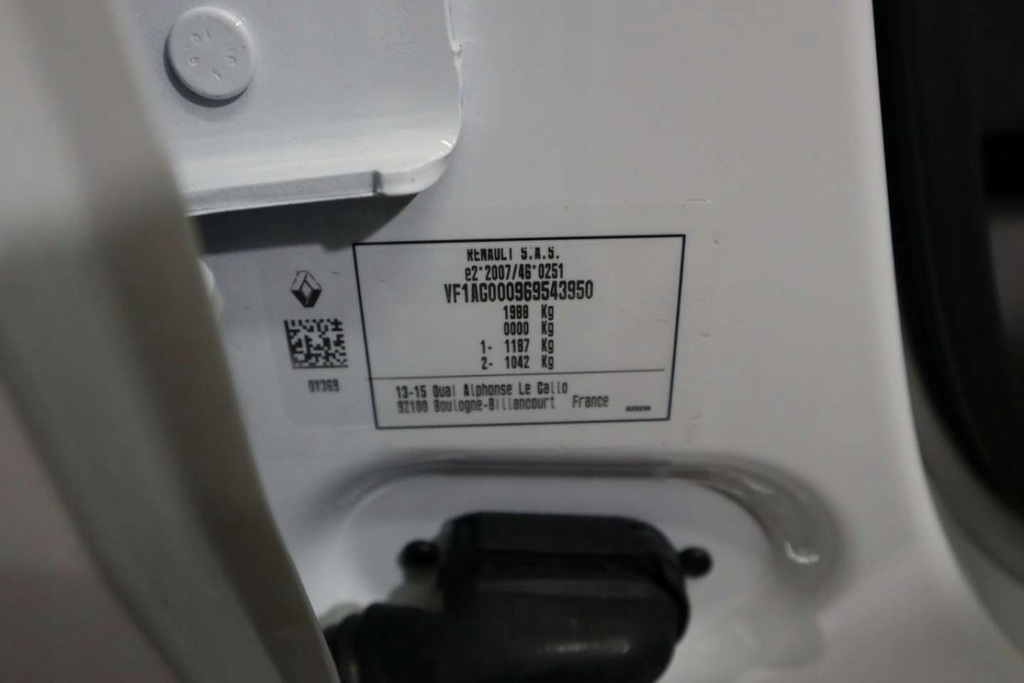 RENAULT S.A.S.
e2*2007/46*0251
VF1AG000969543950
1988 Kg
0000 Kg
1- 1187 Kg
2- 1042 Kg
13-15 Quai Alphonse Le Gallo
92100 Boulogne-Billancourt France
0Y369